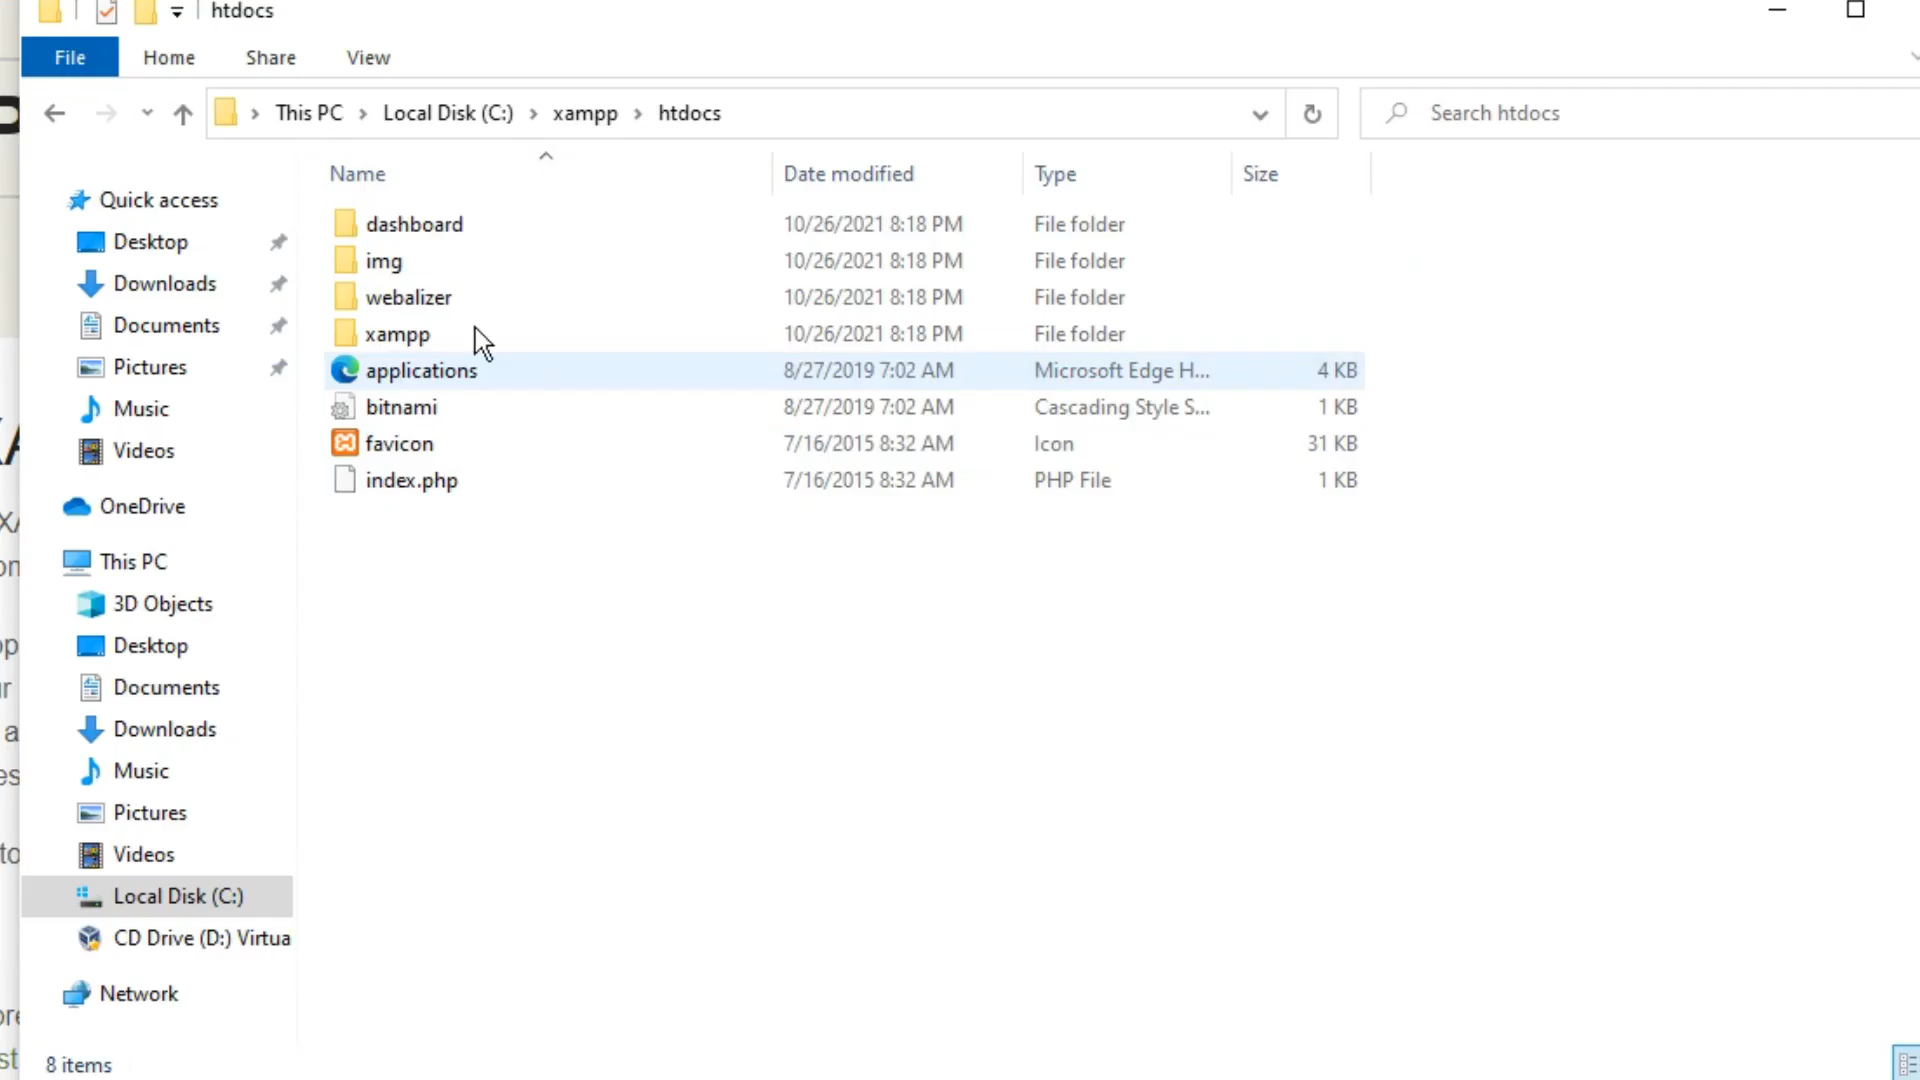 htdocs
File Home Share View
This PC Local Disk (C:) xampp htdocs Search htdocs
Name Date modified Type Size
Quick access
Desktop
Downloads
Documents
Pictures
Music
Videos
OneDrive
This PC
3D Objects
Desktop
Documents
Downloads
Music
Pictures
Videos
Local Disk (C:)
CD Drive (D:) Virtua
Network
dashboard 10/26/2021 8:18 PM File folder
img 10/26/2021 8:18 PM File folder
webalizer 10/26/2021 8:18 PM File folder
xampp 10/26/2021 8:18 PM File folder
applications 8/27/2019 7:02 AM Microsoft Edge H... 4 KB
bitnami 8/27/2019 7:02 AM Cascading Style S... 1 KB
favicon 7/16/2015 8:32 AM Icon 31 KB
index.php 7/16/2015 8:32 AM PHP File 1 KB
8 items